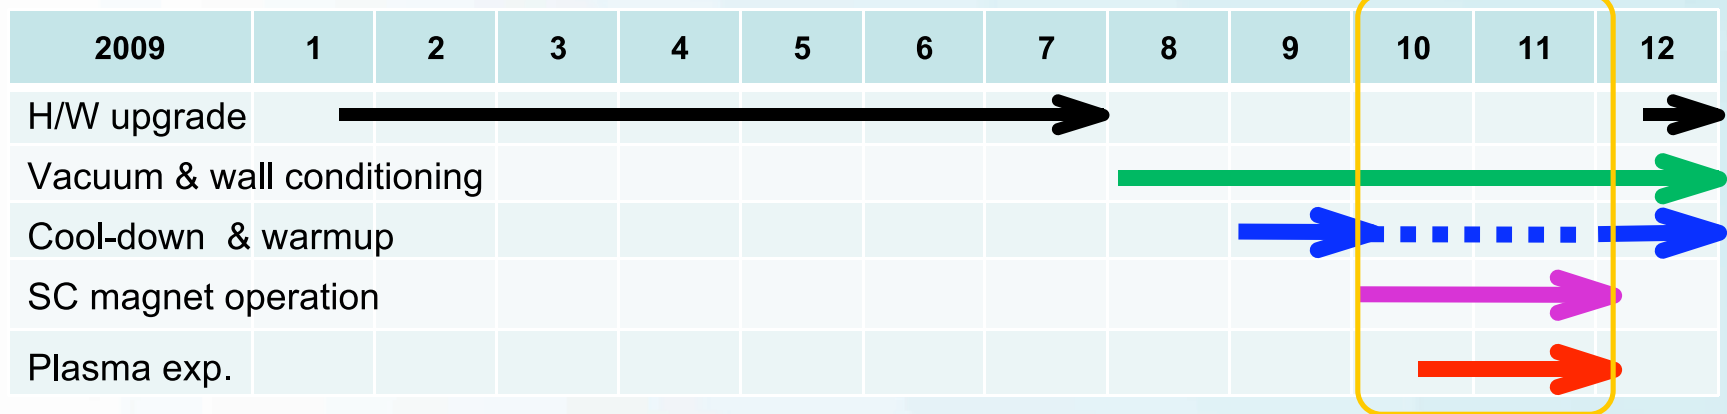 2009 1 2 3 4 5 6 7 8 9 10 11 12
H/W upgrade
Vacuum & wall conditioning
Cool-down & warmup
SC magnet operation
Plasma exp.